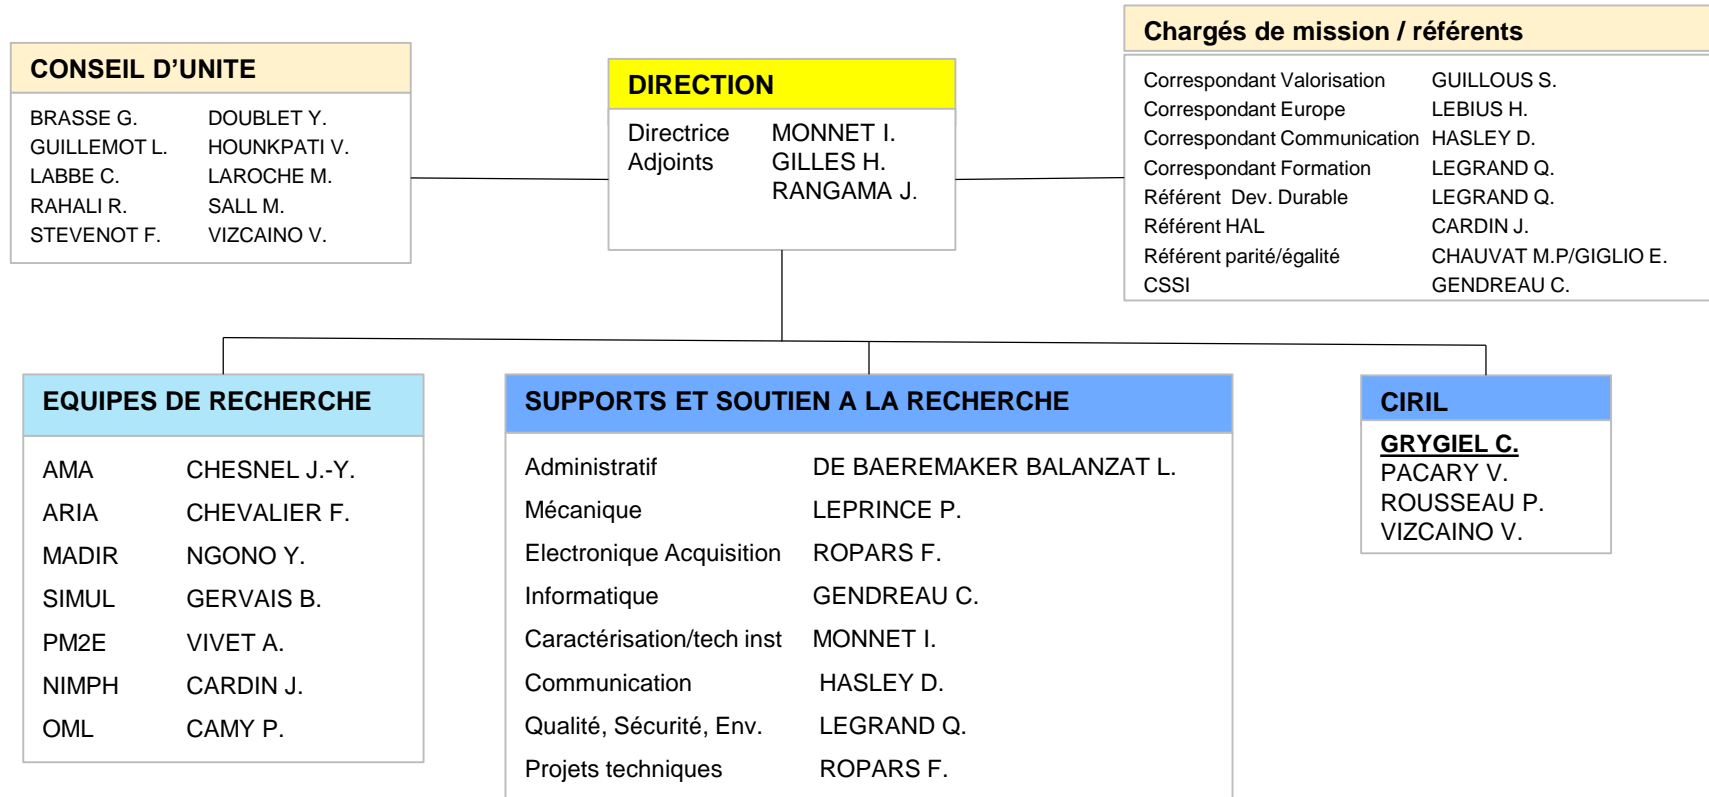 CONSEIL D'UNITE
BRASSE G. DOUBLET Y.
GUILLEMOT L. HOUNKPATI V.
LABBE C. LAROCHE M.
RAHALI R. SALL M.
STEVENOT F. VIZCAINO V.
DIRECTION
Directrice MONNET I.
Adjoints GILLES H.
RANGAMA J.
Chargés de mission / référents
Correspondant Valorisation GUILLOUS S.
Correspondant Europe LEBIUS H.
Correspondant Communication HASLEY D.
Correspondant Formation LEGRAND Q.
Référent Dev. Durable LEGRAND Q.
Référent HAL CARDIN J.
Référent parité/égalité CHAUVAT M.P/GIGLIO E.
CSSI GENDREAU C.
EQUIPES DE RECHERCHE
AMA CHESNEL J.-Y.
ARIA CHEVALIER F.
MADIR NGONO Y.
SIMUL GERVAIS B.
PM2E VIVET A.
NIMPH CARDIN J.
OML CAMY P.
SUPPORTS ET SOUTIEN A LA RECHERCHE
Administratif DE BAEREMAKER BALANZAT L.
Mécanique LEPRINCE P.
Electronique Acquisition ROPARS F.
Informatique GENDREAU C.
Caractérisation/tech inst MONNET I.
Communication HASLEY D.
Qualité, Sécurité, Env. LEGRAND Q.
Projets techniques ROPARS F.
CIRIL
GRYGIEL C.
PACARY V.
ROUSSEAU P.
VIZCAINO V.